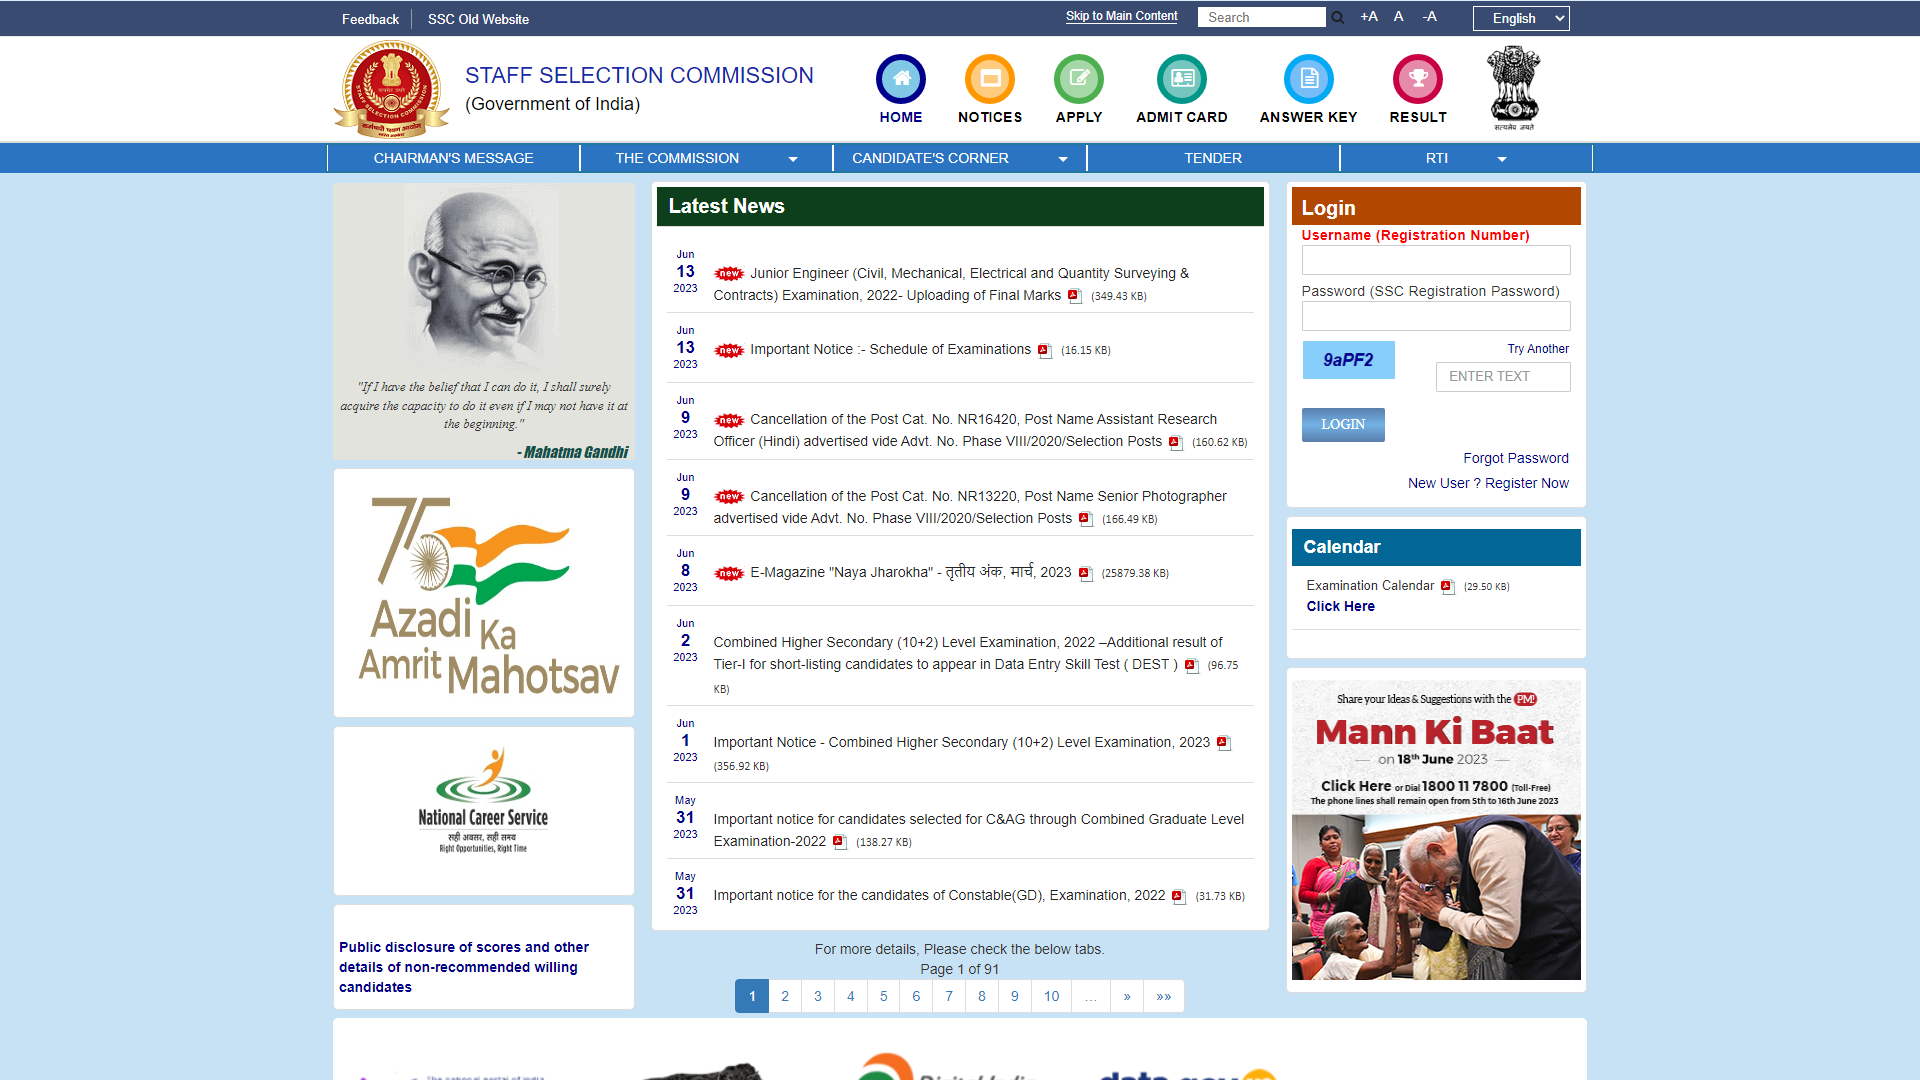 Feedback
SSC Old Website
Skip to Main Content
Search
+A A -A
English
STAFF SELECTION COMMISSION
(Government of India)
HOME
NOTICES
APPLY
ADMIT CARD
ANSWER KEY
RESULT
सत्यमेव जयते
CHAIRMAN'S MESSAGE
THE COMMISSION
CANDIDATE'S CORNER
TENDER
RTI
"If I have the belief that I can do it, I shall surely
acquire the capacity to do it even if I may not have it at
the beginning."
- Mahatma Gandhi
75
Azadi Ka
Amrit Mahotsav
National Career Service
सही अवसर, सही समय
Right Opportunities, Right Time
Public disclosure of scores and other
details of non-recommended willing
candidates
Latest News
Jun
13
2023
new Junior Engineer (Civil, Mechanical, Electrical and Quantity Surveying &
Contracts) Examination, 2022- Uploading of Final Marks (349.43 KB)
Jun
13
2023
new Important Notice :- Schedule of Examinations (16.15 KB)
Jun
9
2023
new Cancellation of the Post Cat. No. NR16420, Post Name Assistant Research
Officer (Hindi) advertised vide Advt. No. Phase VIII/2020/Selection Posts (160.62 KB)
Jun
9
2023
new Cancellation of the Post Cat. No. NR13220, Post Name Senior Photographer
advertised vide Advt. No. Phase VIII/2020/Selection Posts (166.49 KB)
Jun
8
2023
new E-Magazine "Naya Jharokha" - तृतीय अंक, मार्च, 2023 (25879.38 KB)
Jun
2
2023
Combined Higher Secondary (10+2) Level Examination, 2022 –Additional result of
Tier-I for short-listing candidates to appear in Data Entry Skill Test ( DEST ) (96.75
KB)
Jun
1
2023
Important Notice - Combined Higher Secondary (10+2) Level Examination, 2023
(356.92 KB)
May
31
2023
Important notice for candidates selected for C&AG through Combined Graduate Level
Examination-2022 (138.27 KB)
May
31
2023
Important notice for the candidates of Constable(GD), Examination, 2022 (31.73 KB)
For more details, Please check the below tabs.
Page 1 of 91
1 2 3 4 5 6 7 8 9 10 ... » »»
Login
Username (Registration Number)
Password (SSC Registration Password)
9aPF2
Try Another
ENTER TEXT
LOGIN
Forgot Password
New User ? Register Now
Calendar
Examination Calendar (29.50 KB)
Click Here
Share your Ideas & Suggestions with the PM!
Mann Ki Baat
on 18th June 2023
Click Here or Dial 1800 11 7800 (Toll-Free)
The phone lines shall remain open from 5th to 16th June 2023